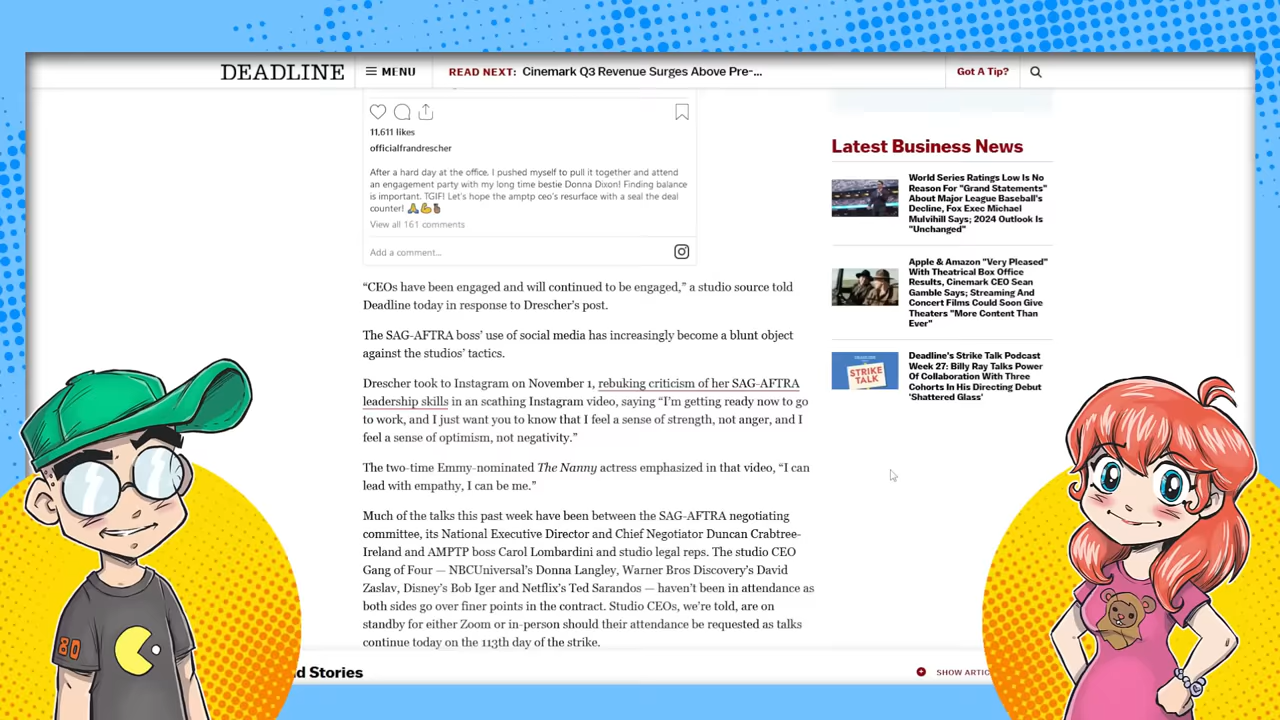 DEADLINE
MENU
READ NEXT: Cinemark Q3 Revenue Surges Above Pre-...
Got A Tip?
11,611 likes
officialfrandrescher
After a hard day at the office, I pushed myself to pull it together and attend
an engagement party with my long time bestie Donna Dixon! Finding balance
is important. TGIF! Let's hope the amptp ceo's resurface with a seal the deal
counter! 🙏💪
View all 161 comments
Add a comment...
“CEOs have been engaged and will continued to be engaged,” a studio source told
Deadline today in response to Drescher’s post.
The SAG-AFTRA boss’ use of social media has increasingly become a blunt object
against the studios’ tactics.
Drescher took to Instagram on November 1, rebuking criticism of her SAG-AFTRA
leadership skills in an scathing Instagram video, saying “I’m getting ready now to go
to work, and I just want you to know that I feel a sense of strength, not anger, and I
feel a sense of optimism, not negativity.”
The two-time Emmy-nominated The Nanny actress emphasized in that video, “I can
lead with empathy, I can be me.”
Much of the talks this past week have been between the SAG-AFTRA negotiating
committee, its National Executive Director and Chief Negotiator Duncan Crabtree-
Ireland and AMPTP boss Carol Lombardini and studio legal reps. The studio CEO
Gang of Four — NBCUniversal’s Donna Langley, Warner Bros Discovery’s David
Zaslav, Disney’s Bob Iger and Netflix’s Ted Sarandos — haven’t been in attendance as
both sides go over finer points in the contract. Studio CEOs, we’re told, are on
standby for either Zoom or in-person should their attendance be requested as talks
continue today on the 113th day of the strike.
Latest Business News
World Series Ratings Low Is No
Reason For "Grand Statements"
About Major League Baseball's
Decline, Fox Exec Michael
Mulvihill Says; 2024 Outlook Is
"Unchanged"
Apple & Amazon "Very Pleased"
With Theatrical Box Office
Results, Cinemark CEO Sean
Gamble Says; Streaming And
Concert Films Could Soon Give
Theaters "More Content Than
Ever"
STRIKE
TALK
Deadline's Strike Talk Podcast
Week 27: Billy Ray Talks Power
Of Collaboration With Three
Cohorts In His Directing Debut
'Shattered Glass'
d Stories
SHOW ARTIC
80